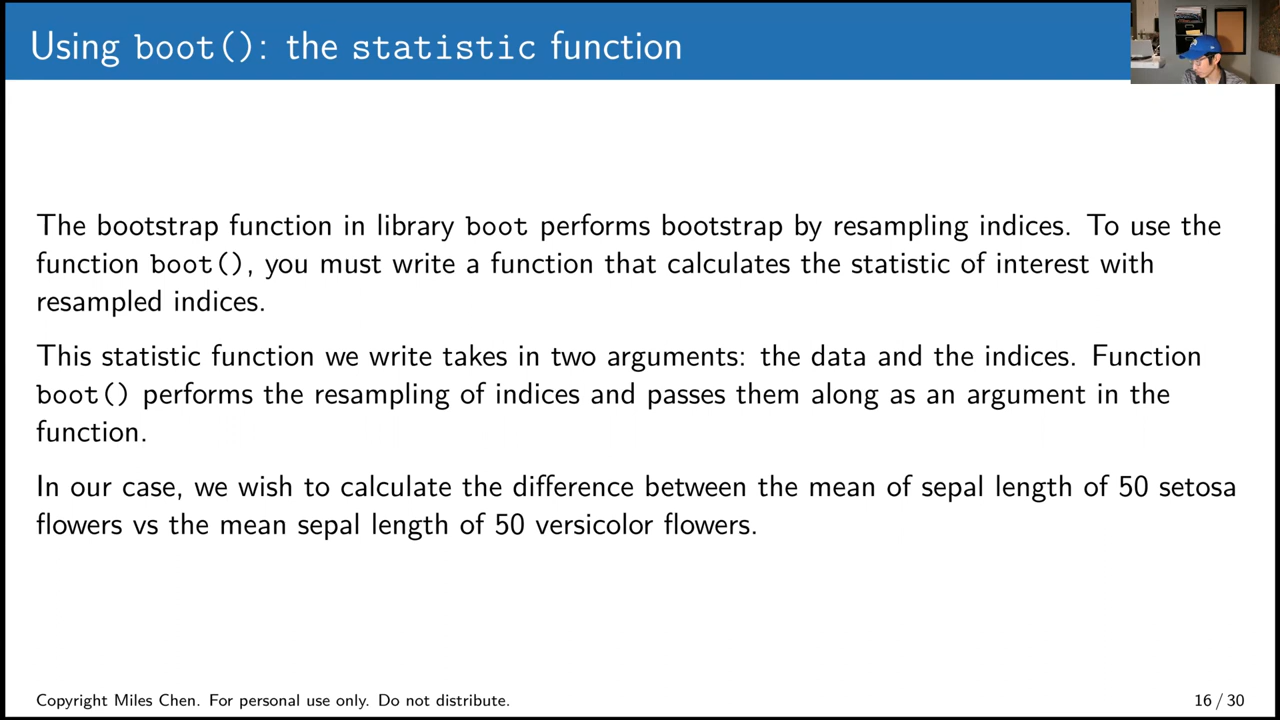 Using boot(): the statistic function
The bootstrap function in library boot performs bootstrap by resampling indices. To use the
function boot(), you must write a function that calculates the statistic of interest with
resampled indices.
This statistic function we write takes in two arguments: the data and the indices. Function
boot() performs the resampling of indices and passes them along as an argument in the
function.
In our case, we wish to calculate the difference between the mean of sepal length of 50 setosa
flowers vs the mean sepal length of 50 versicolor flowers.
Copyright Miles Chen. For personal use only. Do not distribute.
16 / 30